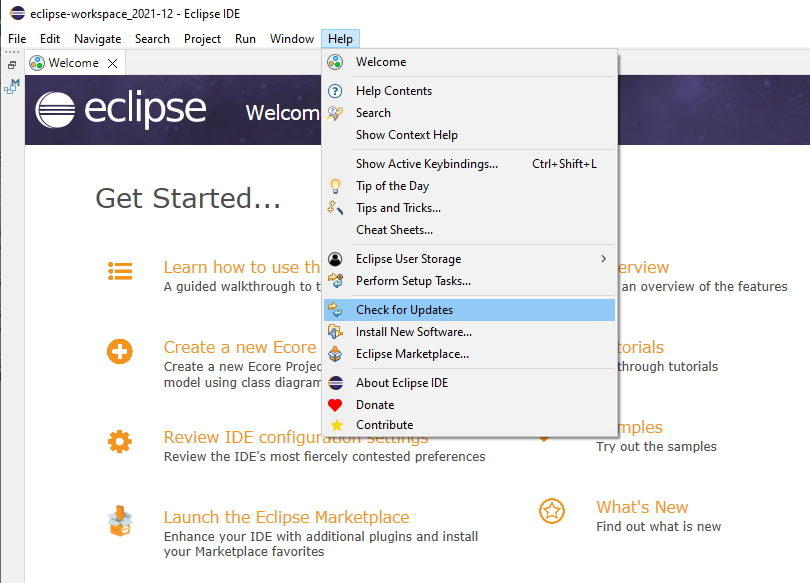 eclipse-workspace_2021-12 - Eclipse IDE
File Edit Navigate Search Project Run Window Help
Welcome
eclipse
Welcom
Welcome
Help Contents
Search
Show Context Help
Show Active Keybindings... Ctrl+Shift+L
Tip of the Day
Tips and Tricks...
Cheat Sheets...
Eclipse User Storage
Perform Setup Tasks...
Check for Updates
Install New Software...
Eclipse Marketplace...
About Eclipse IDE
Donate
Contribute
Get Started...
Learn how to use th
A guided walkthrough to t
erview
an overview of the features
Create a new Ecore
Create a new Ecore Projec
model using class diagram
torials
through tutorials
Review IDE configuration settings
Review the IDE's most fiercely contested preferences
mples
Try out the samples
Launch the Eclipse Marketplace
Enhance your IDE with additional plugins and install
your Marketplace favorites
What's New
Find out what is new